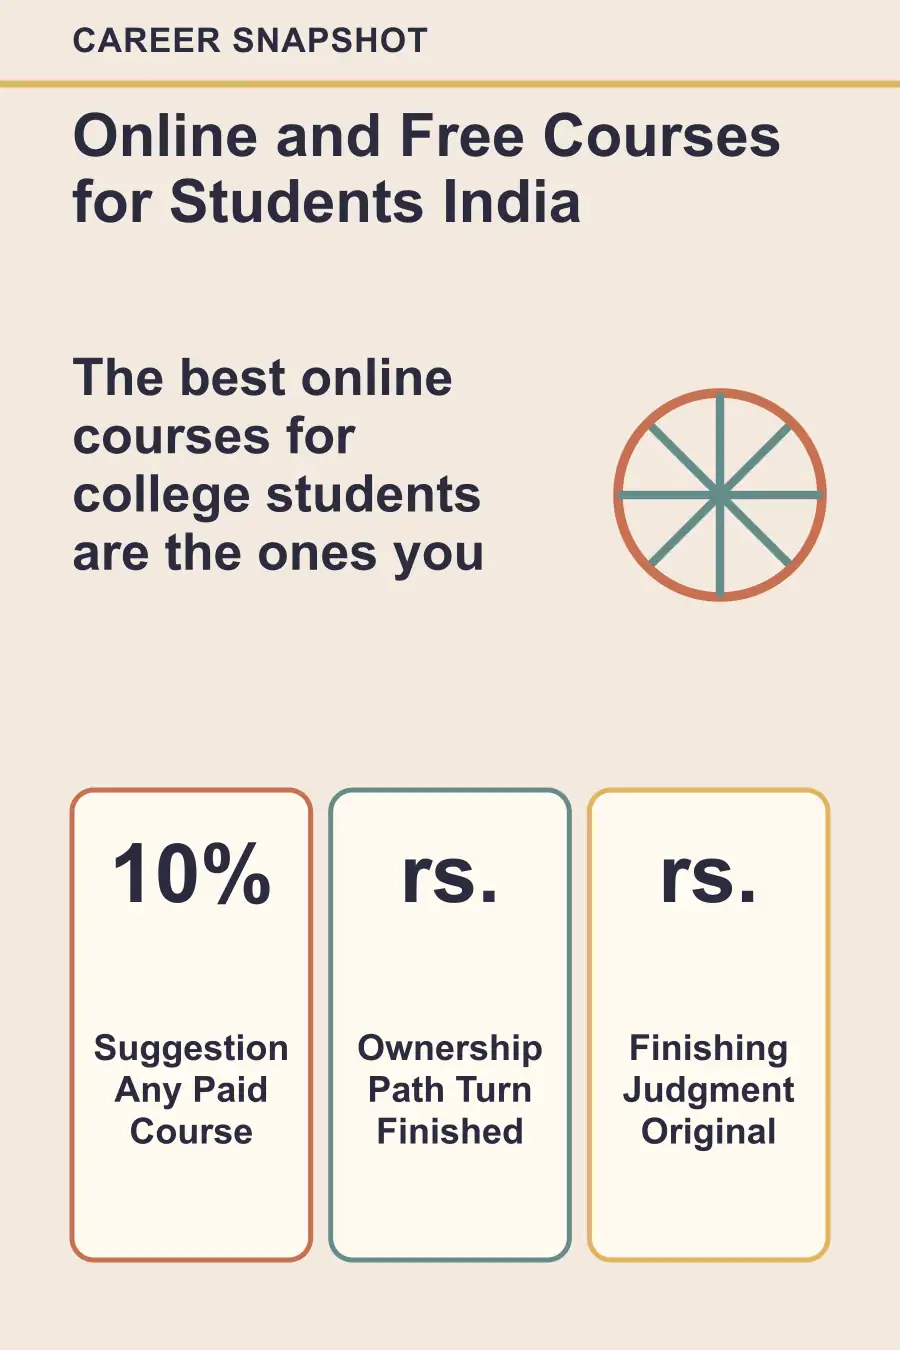 CAREER SNAPSHOT
Online and Free Courses
for Students India
The best online
courses for
college students
are the ones you
10%
Suggestion
Any Paid
Course
rs.
Ownership
Path Turn
Finished
rs.
Finishing
Judgment
Original